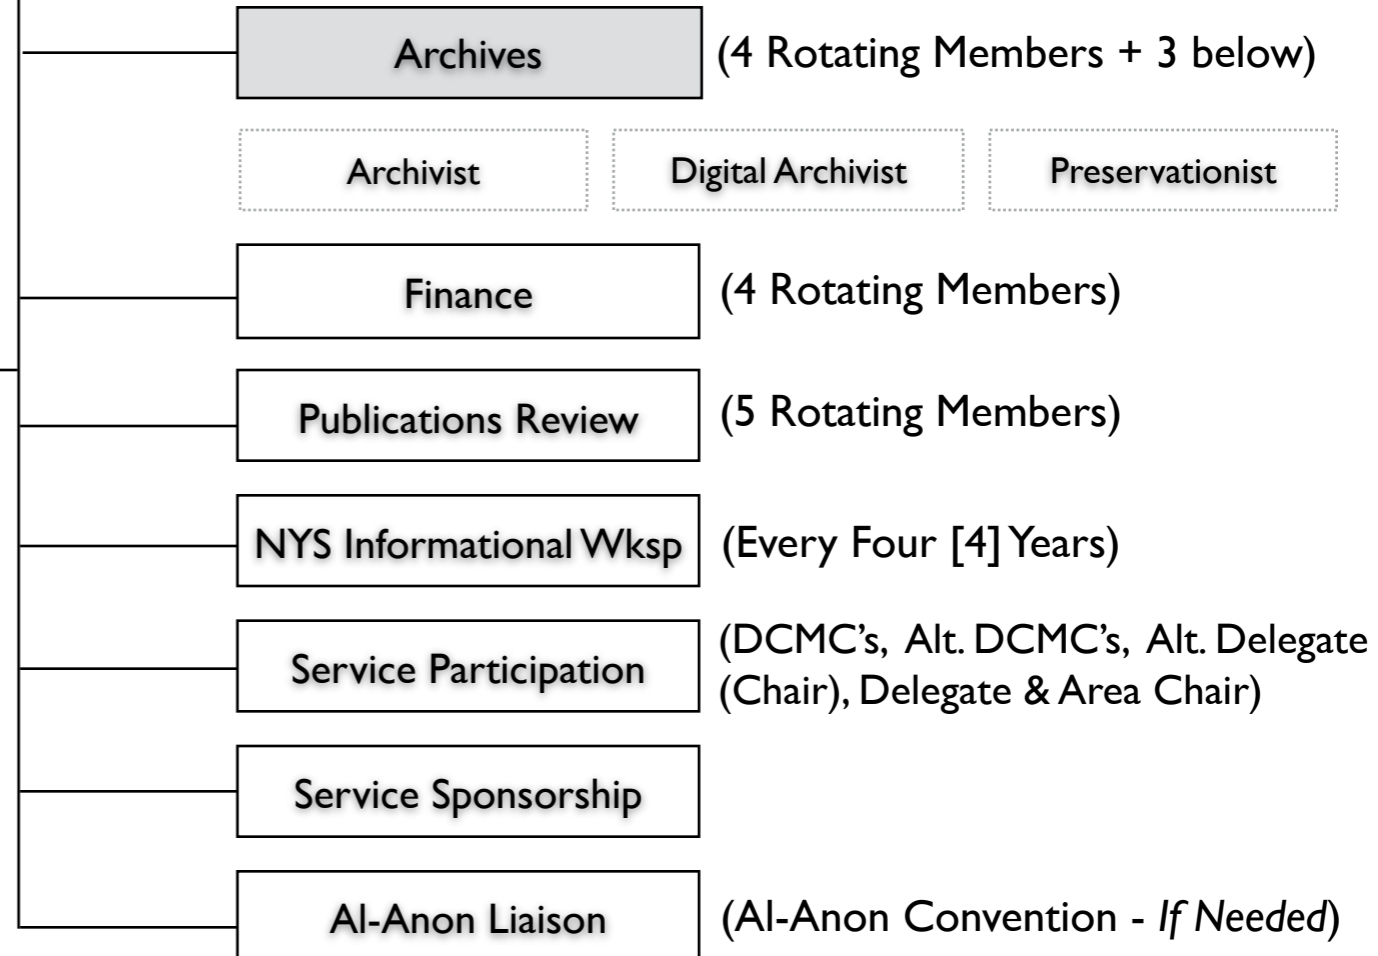 Archives (4 Rotating Members + 3 below)
Archivist Digital Archivist Preservationist
Finance (4 Rotating Members)
Publications Review (5 Rotating Members)
NYS Informational Wksp (Every Four [4] Years)
Service Participation (DCMC’s, Alt. DCMC’s, Alt. Delegate
(Chair), Delegate & Area Chair)
Service Sponsorship
Al-Anon Liaison (Al-Anon Convention - If Needed)